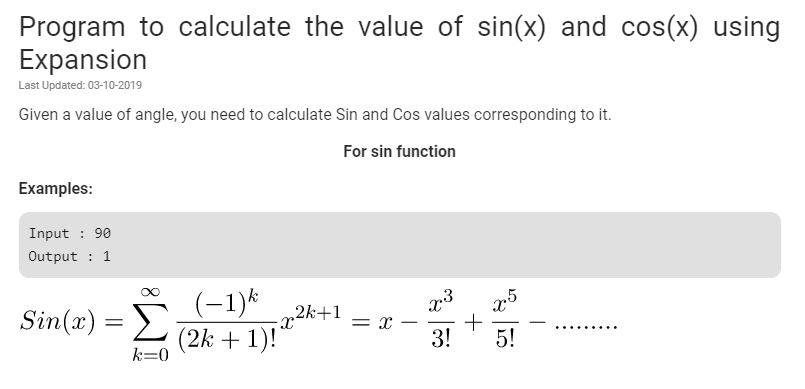 Program to calculate the value of sin(x) and cos(x) using
Expansion
Last Updated: 03-10-2019
Given a value of angle, you need to calculate Sin and Cos values corresponding to it.
For sin function
Examples:
Input : 90
Output : 1
Sin(x) = ∑_{k=0}^{∞} \frac{(-1)^k}{(2k+1)!} x^{2k+1} = x - \frac{x^3}{3!} + \frac{x^5}{5!} - .........